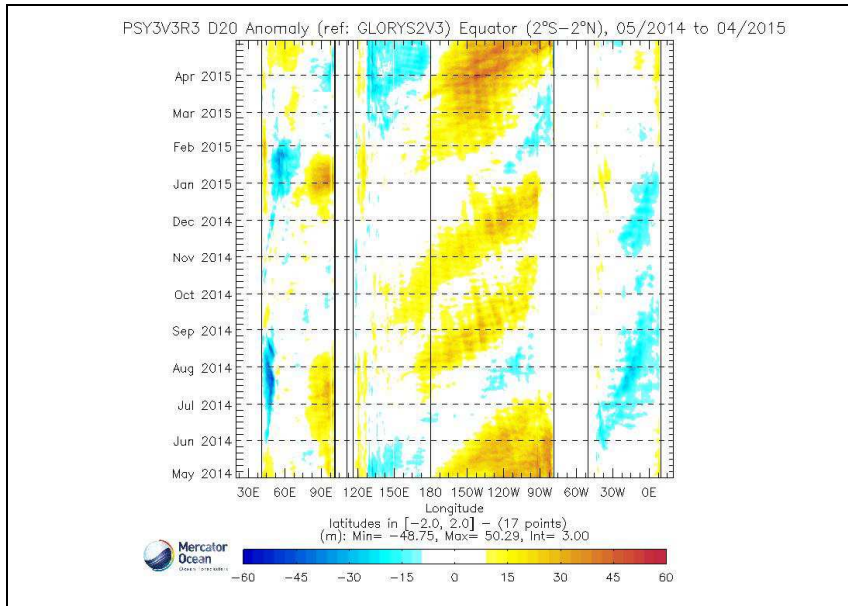 PSY3V3R3 D20 Anomaly (ref: GLORYS2V3) Equator (2°S-2°N), 05/2014 to 04/2015
Apr 2015
Mar 2015
Feb 2015
Jan 2015
Dec 2014
Nov 2014
Oct 2014
Sep 2014
Aug 2014
Jul 2014
Jun 2014
May 2014
30E 60E 90E 120E 150E 180 150W 120W 90W 60W 30W 0E
Longitude
latitudes in [-2.0, 2.0] - (17 points)
(m): Min= -48.75, Max= 50.29, Int= 3.00
Mercator
Ocean
Ocean Forecasters
-60 -45 -30 -15 0 15 30 45 60